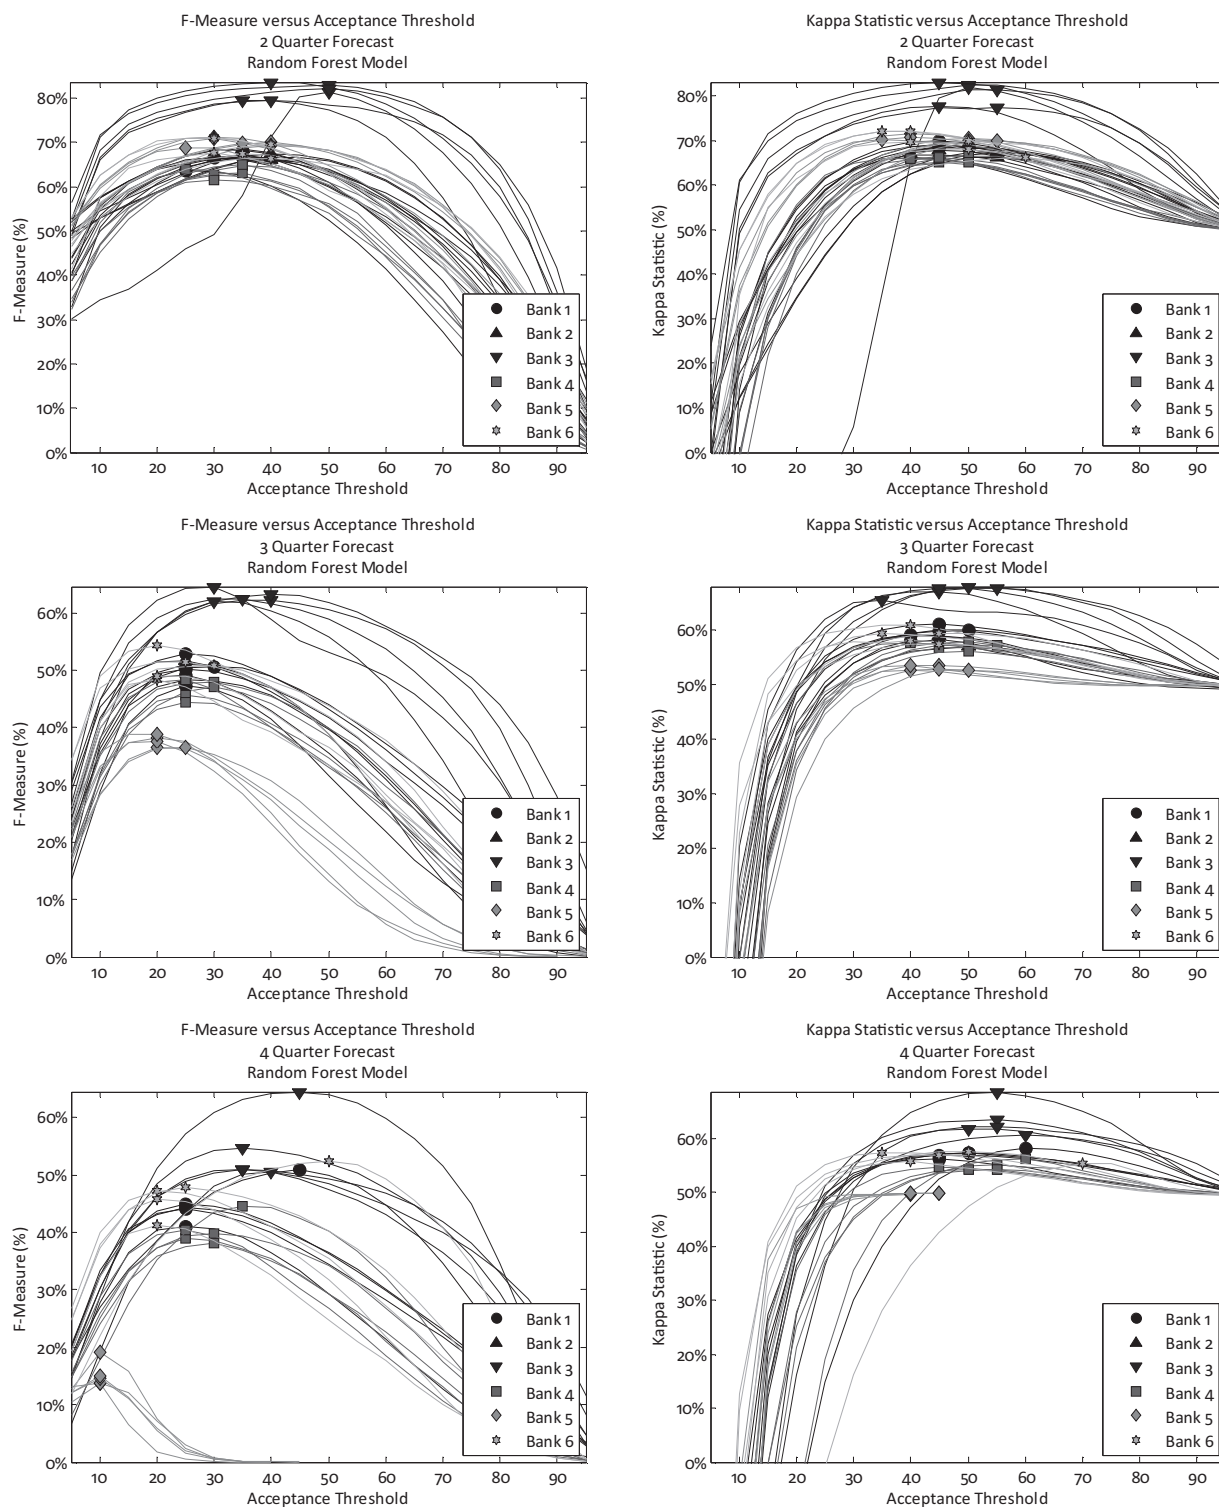 F-Measure versus Acceptance Threshold
2 Quarter Forecast
Random Forest Model
80%
70%
60%
50%
40%
30%
20%
10%
0%
F-Measure (%)
10 20 30 40 50 60 70 80 90
Acceptance Threshold
Bank 1
Bank 2
Bank 3
Bank 4
Bank 5
Bank 6
Kappa Statistic versus Acceptance Threshold
2 Quarter Forecast
Random Forest Model
80%
70%
60%
50%
40%
30%
20%
10%
0%
Kappa Statistic (%)
10 20 30 40 50 60 70 80 90
Acceptance Threshold
Bank 1
Bank 2
Bank 3
Bank 4
Bank 5
Bank 6
F-Measure versus Acceptance Threshold
3 Quarter Forecast
Random Forest Model
60%
50%
40%
30%
20%
10%
0%
F-Measure (%)
10 20 30 40 50 60 70 80 90
Acceptance Threshold
Bank 1
Bank 2
Bank 3
Bank 4
Bank 5
Bank 6
Kappa Statistic versus Acceptance Threshold
3 Quarter Forecast
Random Forest Model
60%
50%
40%
30%
20%
10%
0%
Kappa Statistic (%)
10 20 30 40 50 60 70 80 90
Acceptance Threshold
Bank 1
Bank 2
Bank 3
Bank 4
Bank 5
Bank 6
F-Measure versus Acceptance Threshold
4 Quarter Forecast
Random Forest Model
60%
50%
40%
30%
20%
10%
0%
F-Measure (%)
10 20 30 40 50 60 70 80 90
Acceptance Threshold
Bank 1
Bank 2
Bank 3
Bank 4
Bank 5
Bank 6
Kappa Statistic versus Acceptance Threshold
4 Quarter Forecast
Random Forest Model
60%
50%
40%
30%
20%
10%
0%
Kappa Statistic (%)
10 20 30 40 50 60 70 80 90
Acceptance Threshold
Bank 1
Bank 2
Bank 3
Bank 4
Bank 5
Bank 6